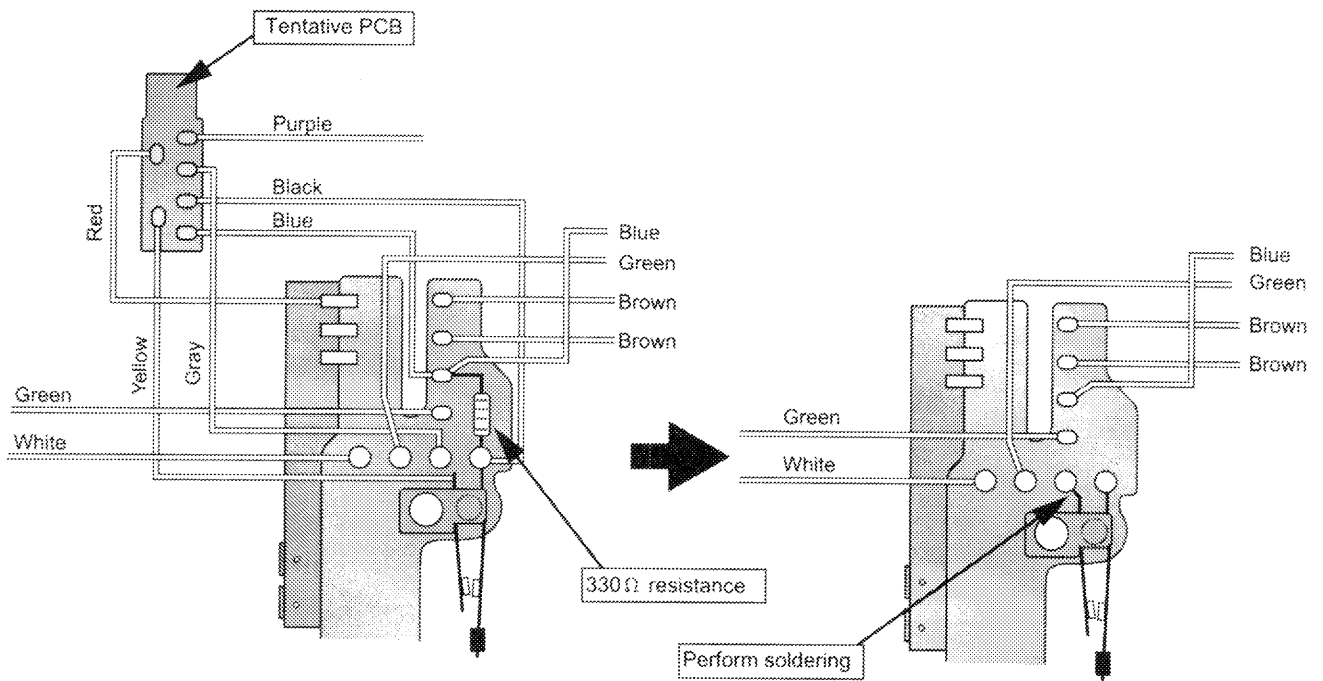 Tentative PCB
Purple
Black
Blue
Red
Blue
Green
Brown
Brown
Yellow
Gray
Green
White
330Ω resistance
Blue
Green
Brown
Brown
Green
White
Perform soldering